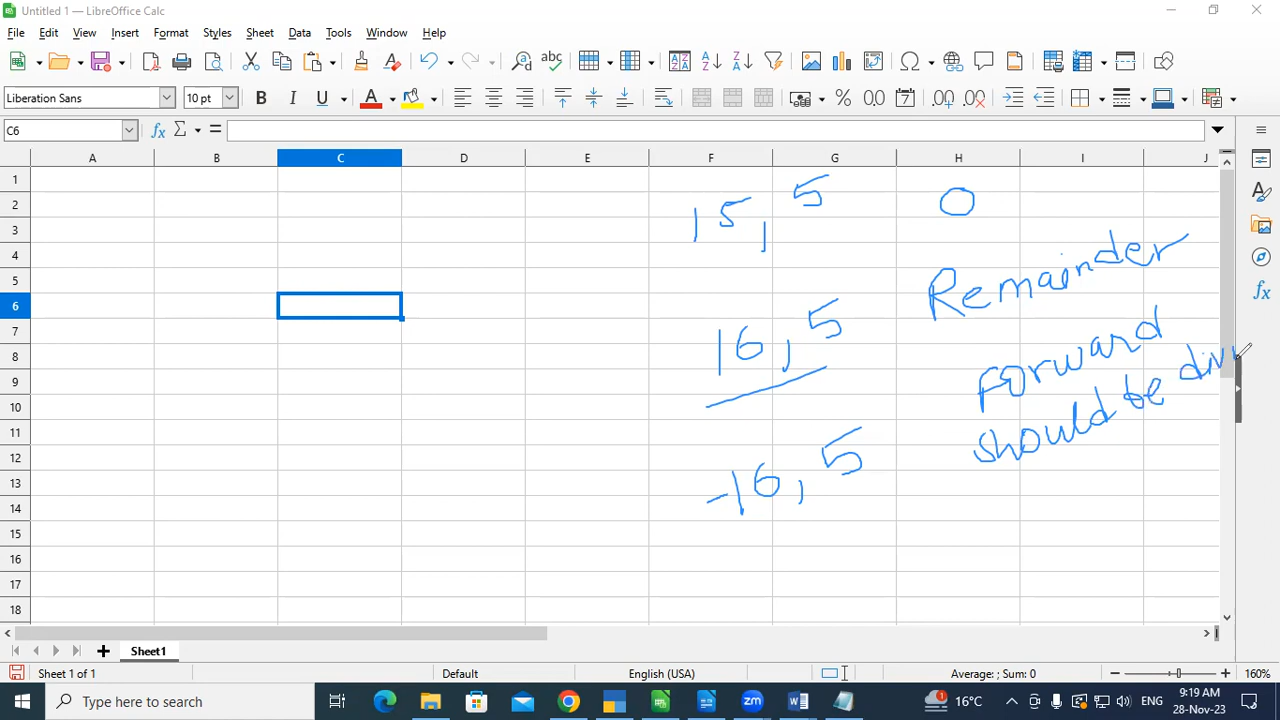 Untitled 1 - LibreOffice Calc
File Edit View Insert Format Styles Sheet Data Tools Window Help
Liberation Sans 10 pt
C6
A B C D E F G H I J
1
2
3
4
5
6
7
8
9
10
11
12
13
14
15
16
17
18
15, 5 0
Remainder
16, 5
forward
should be div
-16, 5
Sheet1
Sheet 1 of 1 Default English (USA) Average: ; Sum: 0 160%
Type here to search 16°C ENG 9:19 AM
28-Nov-23